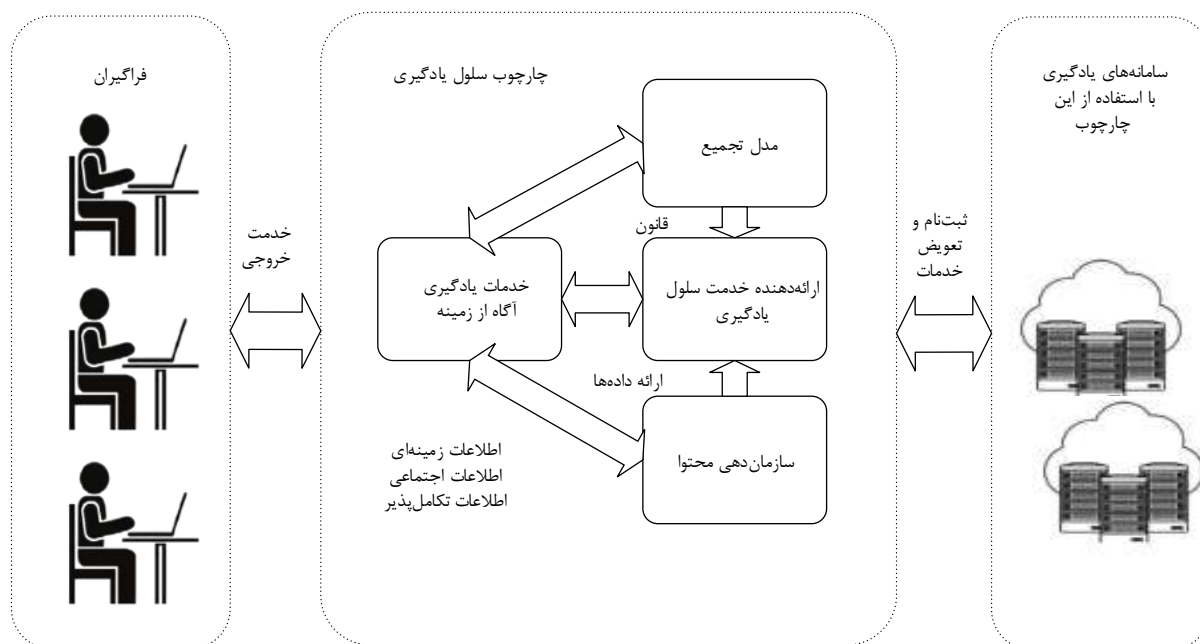 سامانه‌های یادگیری
با استفاده از این
چارچوب
ثبت‌نام و
تعویض
خدمات
چارچوب سلول یادگیری
مدل تجمیع
قانون
ارائه‌دهنده خدمت سلول
یادگیری
خدمات یادگیری
آگاه از زمینه
ارائه داده‌ها
سازمان‌دهی محتوا
اطلاعات زمینه‌ای
اطلاعات اجتماعی
اطلاعات تکامل‌پذیر
خدمت
خروجی
فراگیران